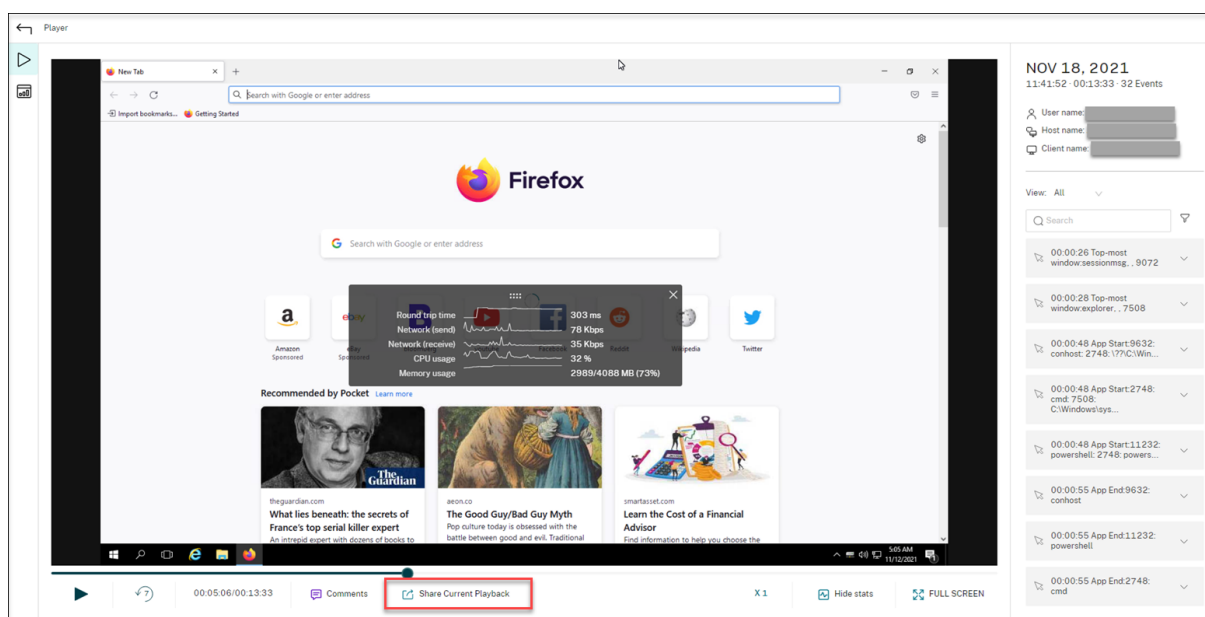 Player
New Tab
Search with Google or enter address
Import bookmarks... Getting Started
Firefox
Search with Google or enter address
Round trip time 303 ms
Network (send) 78 Kbps
Network (receive) 35 Kbps
CPU usage 32 %
Memory usage 2989/4088 MB (73%)
Amazon
Sponsored
eBay
Sponsored
Facebook
Reddit
Wikipedia
Twitter
Recommended by Pocket Learn more
The
Guardian
theguardian.com
What lies beneath: the secrets of
France's top serial killer expert
An intrepid expert with dozens of books to
aeon.co
The Good Guy/Bad Guy Myth
Pop culture today is obsessed with the
battle between good and evil. Traditional
smartasset.com
Learn the Cost of a Financial
Advisor
Find information to help you choose the
5:05 AM
11/12/2021
00:05:06/00:13:33
Comments
Share Current Playback
X 1
Hide stats
FULL SCREEN
NOV 18, 2021
11:41:52 · 00:13:33 · 32 Events
User name:
Host name:
Client name:
View: All
Search
00:00:26 Top-most
window:sessionmsg, , 9072
00:00:28 Top-most
window:explorer, , 7508
00:00:48 App Start:9632:
conhost: 2748: \??\C:\Win...
00:00:48 App Start:2748:
cmd: 7508:
C:\Windows\sys...
00:00:48 App Start:11232:
powershell: 2748: powers...
00:00:55 App End:9632:
conhost
00:00:55 App End:11232:
powershell
00:00:55 App End:2748:
cmd